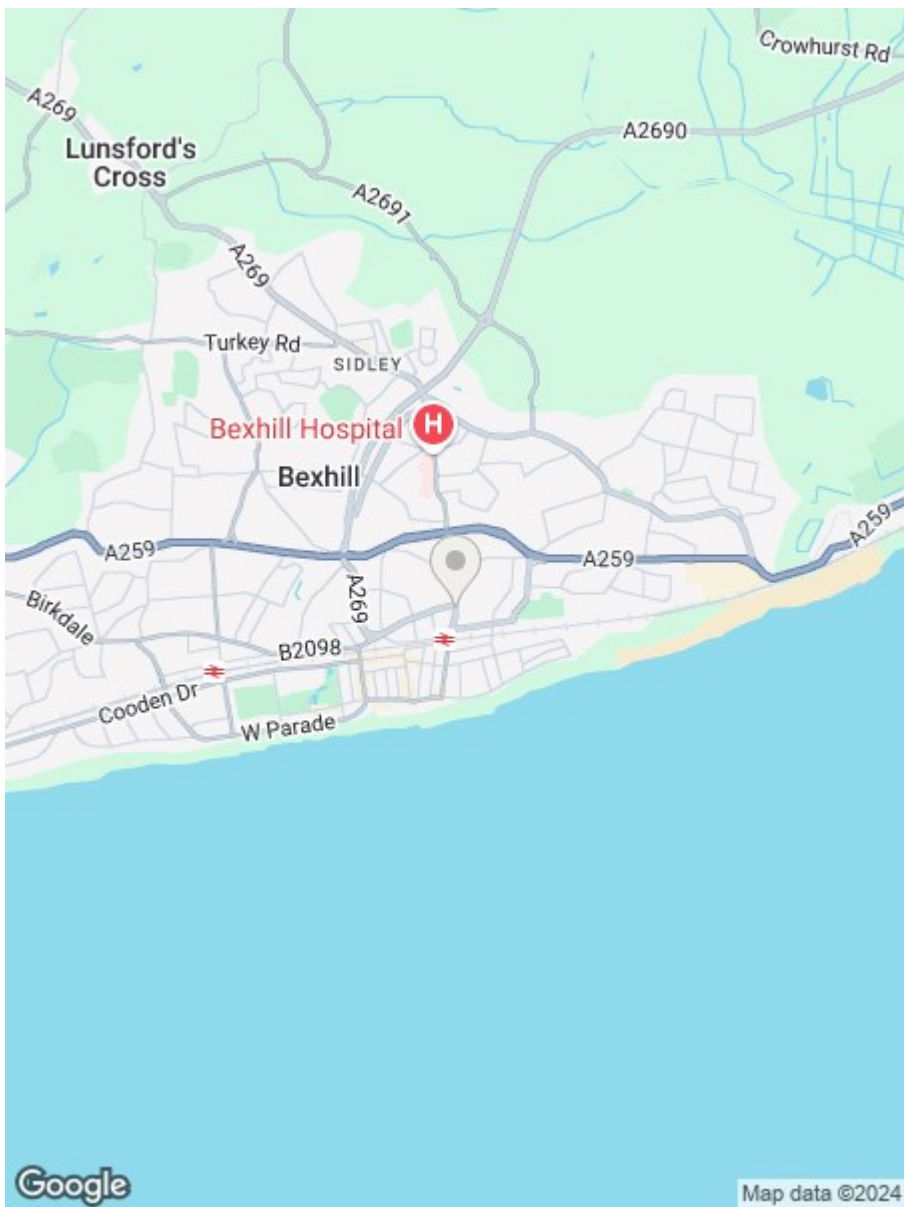 Crowhurst Rd
A269
A2690
Lunsford's
Cross
A2691
A269
Turkey Rd
SIDLEY
Bexhill Hospital
H
Bexhill
A259
A259
A259
A269
Birkdale
B2098
Cooden Dr
W Parade
Google
Map data ©2024